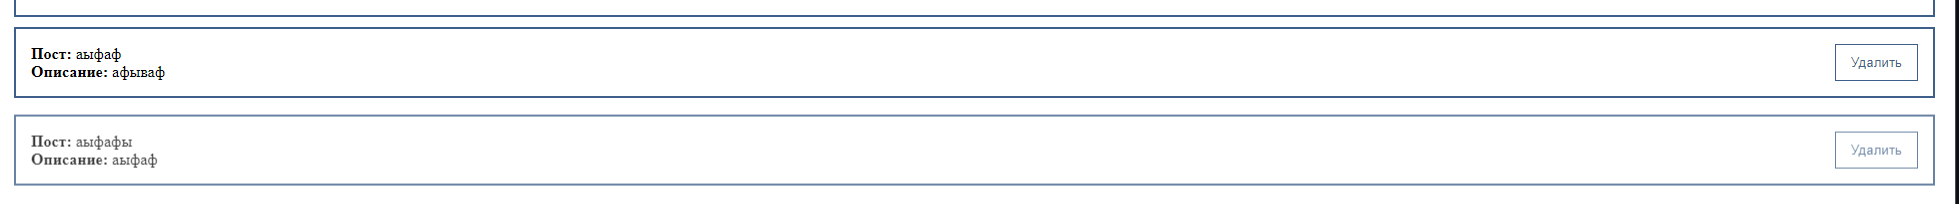 Пост: аыфаф
Описание: афываф
Удалить
Пост: аыфафы
Описание: аыфаф
Удалить